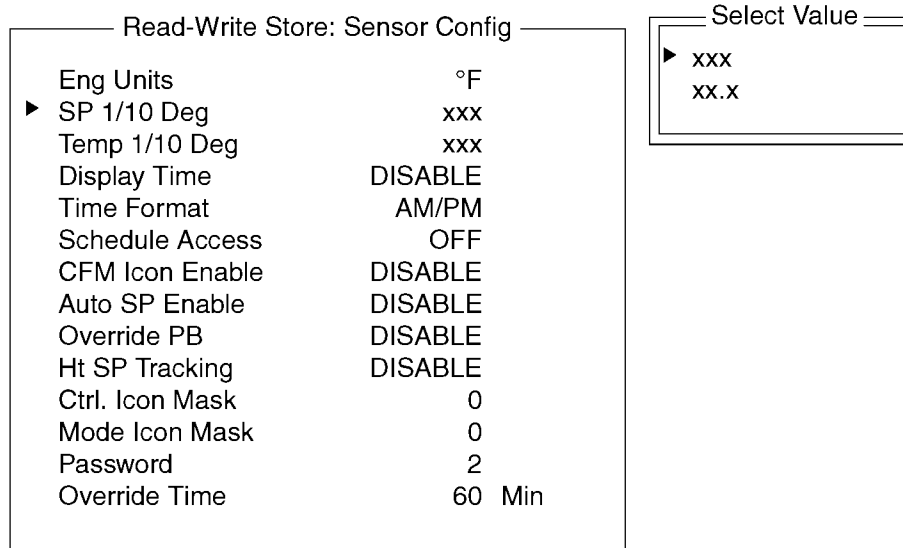 Read-Write Store: Sensor Config
Eng Units °F
SP 1/10 Deg xxx
Temp 1/10 Deg xxx
Display Time DISABLE
Time Format AM/PM
Schedule Access OFF
CFM Icon Enable DISABLE
Auto SP Enable DISABLE
Override PB DISABLE
Ht SP Tracking DISABLE
Ctrl. Icon Mask 0
Mode Icon Mask 0
Password 2
Override Time 60 Min
Select Value
xxx
xx.x